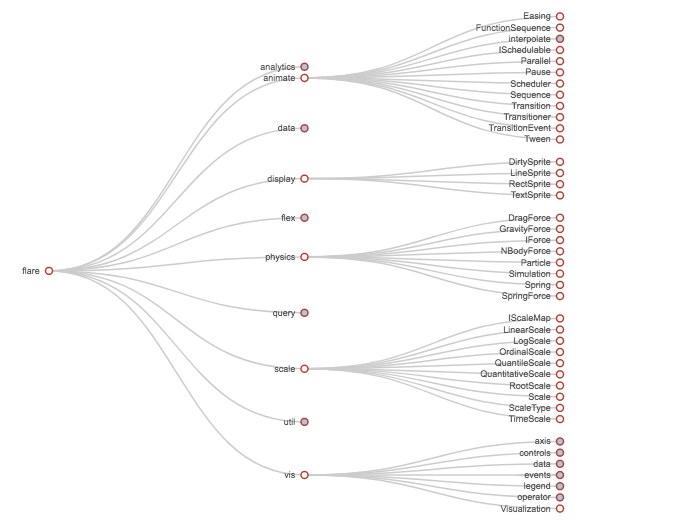 flare
analytics
animate
Easing
FunctionSequence
interpolate
ISchedulable
Parallel
Pause
Scheduler
Sequence
Transition
Transitioner
TransitionEvent
Tween
data
display
DirtySprite
LineSprite
RectSprite
TextSprite
flex
physics
DragForce
GravityForce
IForce
NBodyForce
Particle
Simulation
Spring
SpringForce
query
scale
IScaleMap
LinearScale
LogScale
OrdinalScale
QuantileScale
QuantitativeScale
RootScale
Scale
ScaleType
TimeScale
util
vis
axis
controls
data
events
legend
operator
Visualization